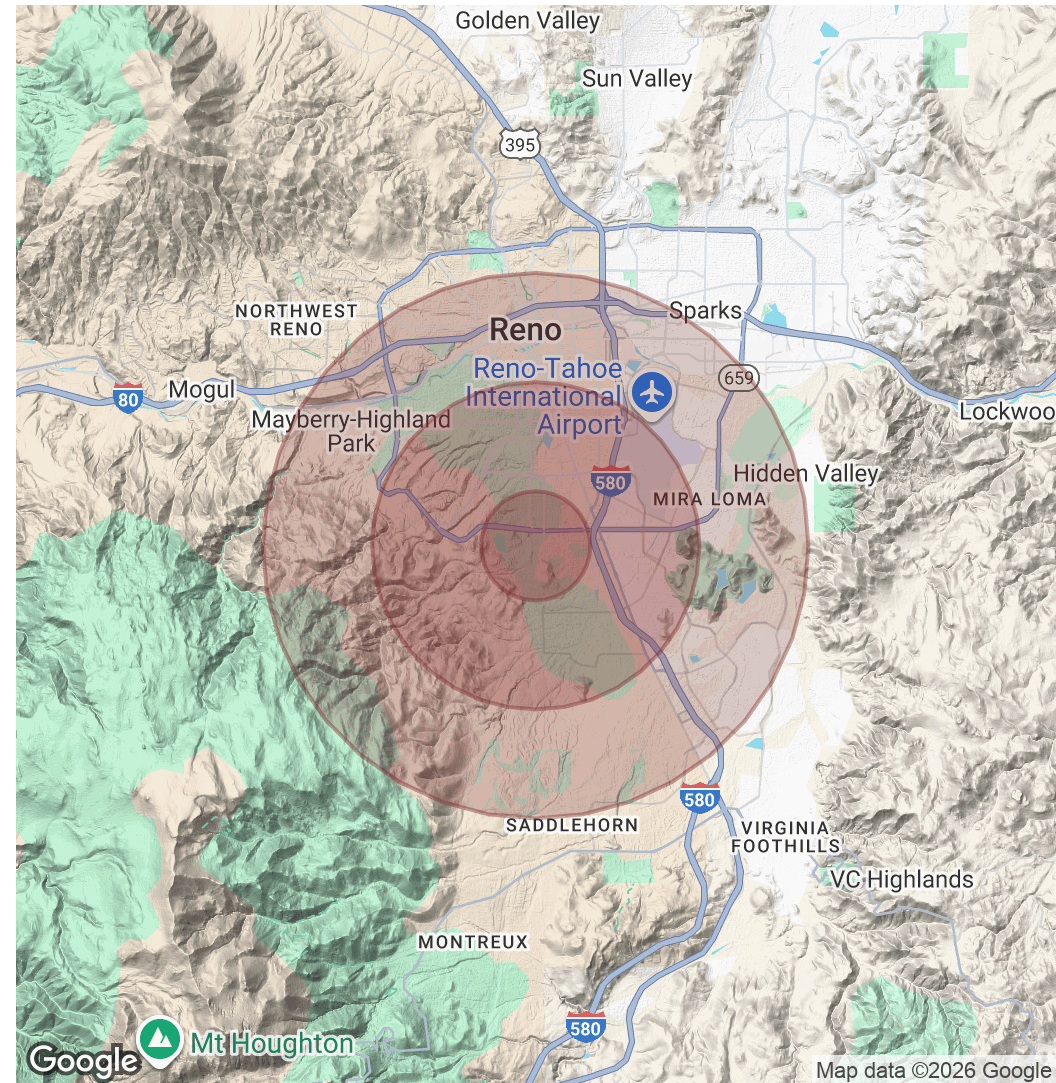 Golden Valley
Sun Valley
395
NORTHWEST
RENO
Sparks
Reno
Reno-Tahoe
International
Airport
659
Mogul
80
Lockwoo
Mayberry-Highland
Park
Hidden Valley
580
MIRA LOMA
580
SADDLEHORN
VIRGINIA
FOOTHILLS
VC Highlands
MONTREUX
580
Mt Houghton
Google
Map data ©2026 Google